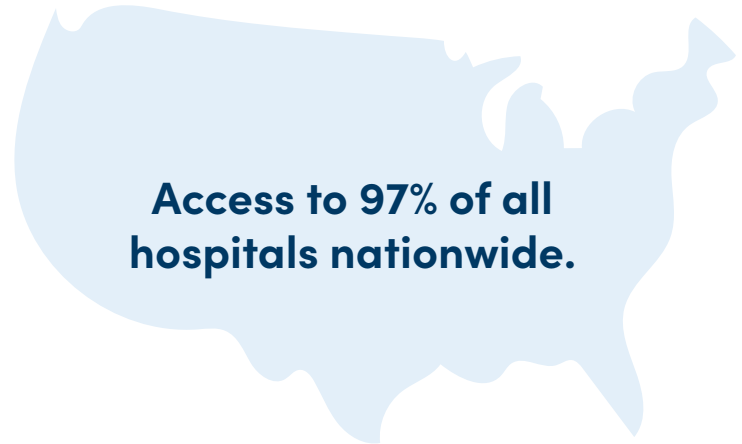 Access to 97% of all
hospitals nationwide.